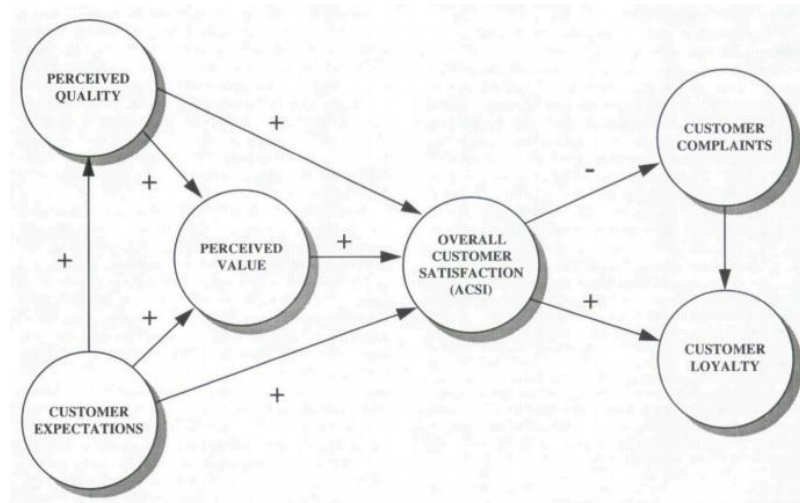 PERCEIVED
QUALITY
+
+
+
PERCEIVED
VALUE
+
+
+
CUSTOMER
EXPECTATIONS
OVERALL
CUSTOMER
SATISFACTION
(ACSI)
-
+
CUSTOMER
COMPLAINTS
CUSTOMER
LOYALTY